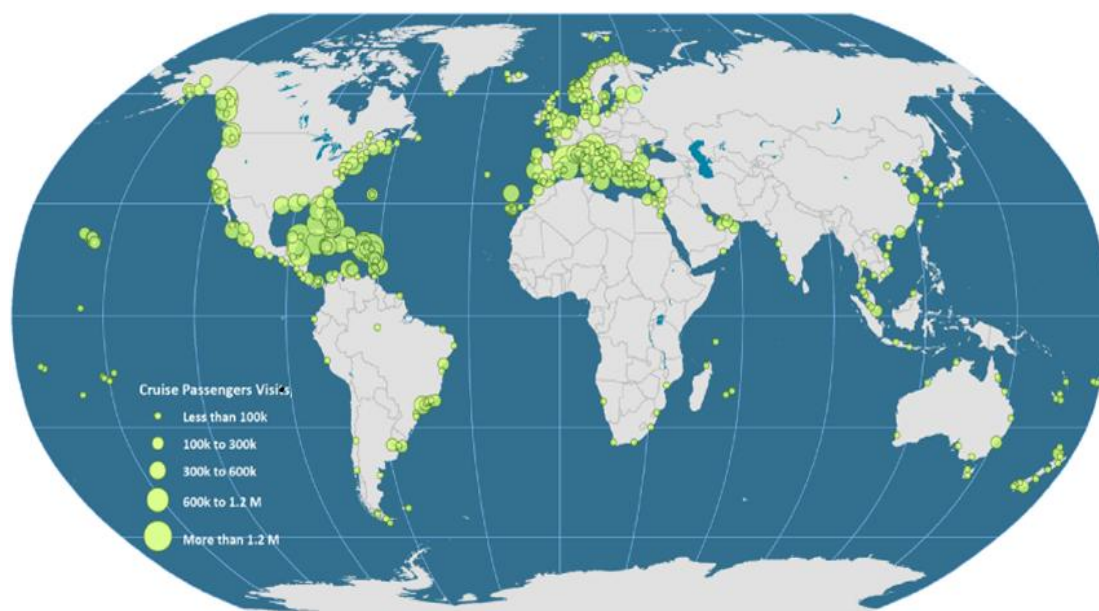 Cruise Passengers Visits
Less than 100k
100k to 300k
300k to 600k
600k to 1.2 M
More than 1.2 M